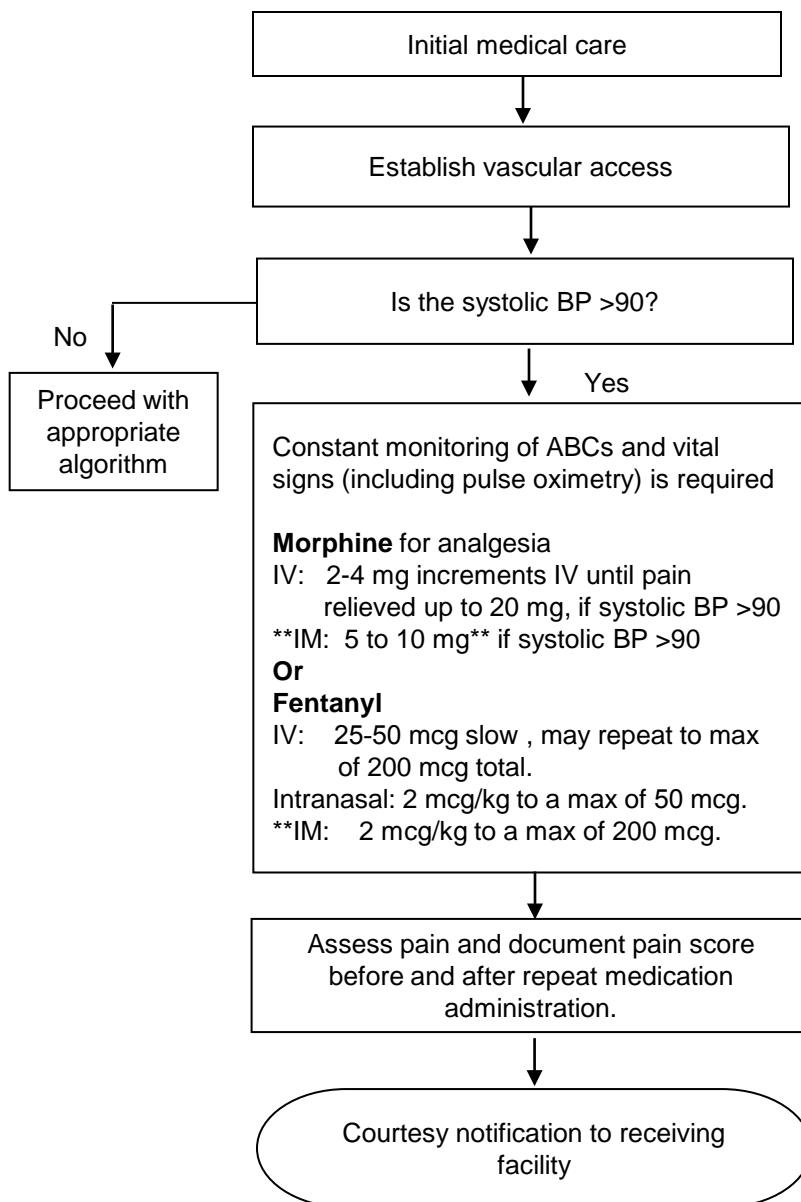 Initial medical care
Establish vascular access
Is the systolic BP >90?
No
Yes
Proceed with
appropriate
algorithm
Constant monitoring of ABCs and vital
signs (including pulse oximetry) is required
Morphine for analgesia
IV: 2-4 mg increments IV until pain
relieved up to 20 mg, if systolic BP >90
**IM: 5 to 10 mg** if systolic BP >90
Or
Fentanyl
IV: 25-50 mcg slow , may repeat to max
of 200 mcg total.
Intranasal: 2 mcg/kg to a max of 50 mcg.
**IM: 2 mcg/kg to a max of 200 mcg.
Assess pain and document pain score
before and after repeat medication
administration.
Courtesy notification to receiving
facility